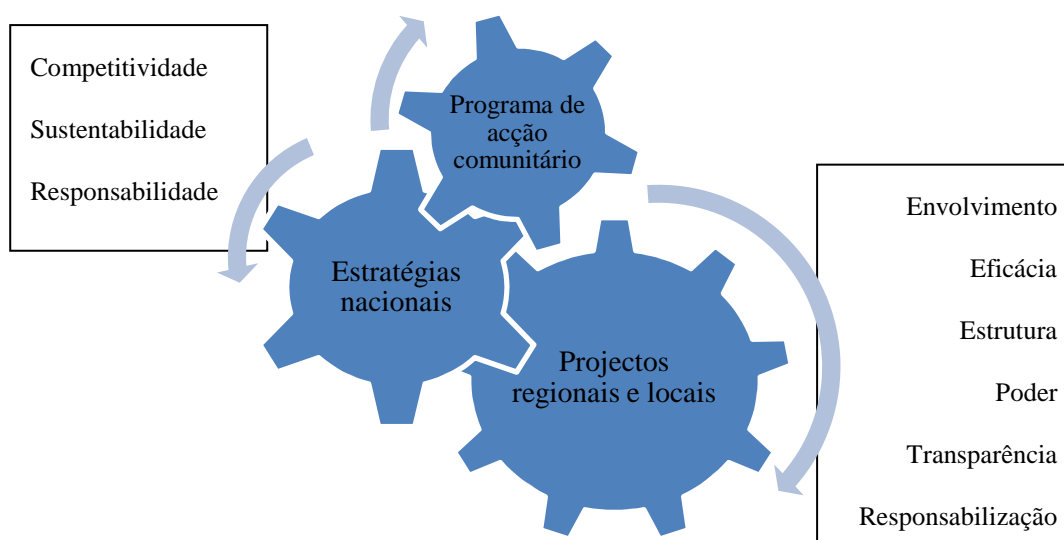 Competitividade
Sustentabilidade
Responsabilidade
Programa de
acção
comunitário
Estratégias
nacionais
Projectos
regionais e locais
Envolvimento
Eficácia
Estrutura
Poder
Transparência
Responsabilização